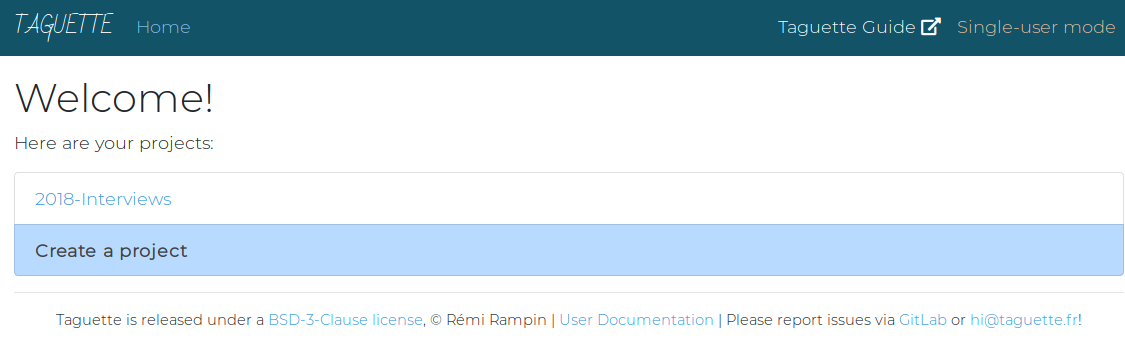 TAGUETTE Home Taguette Guide Single-user mode
Welcome!
Here are your projects:
2018-Interviews
Create a project
Taguette is released under a BSD-3-Clause license, © Rémi Rampin | User Documentation | Please report issues via GitLab or hi@taguette.fr!